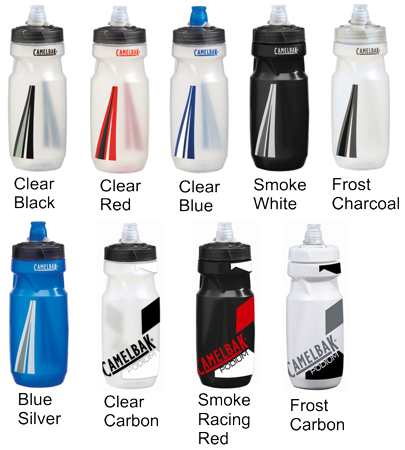 CAMELBAK
CAMELBAK
CAMELBAK
CAMELBAK
CAMELBAK
Clear Black
Clear Red
Clear Blue
Smoke White
Frost Charcoal
CAMELBAK
CAMELBAK
PODIUM
CAMELBAK
PODIUM
CAMELBAK
PODIUM
Blue Silver
Clear Carbon
Smoke Racing Red
Frost Carbon